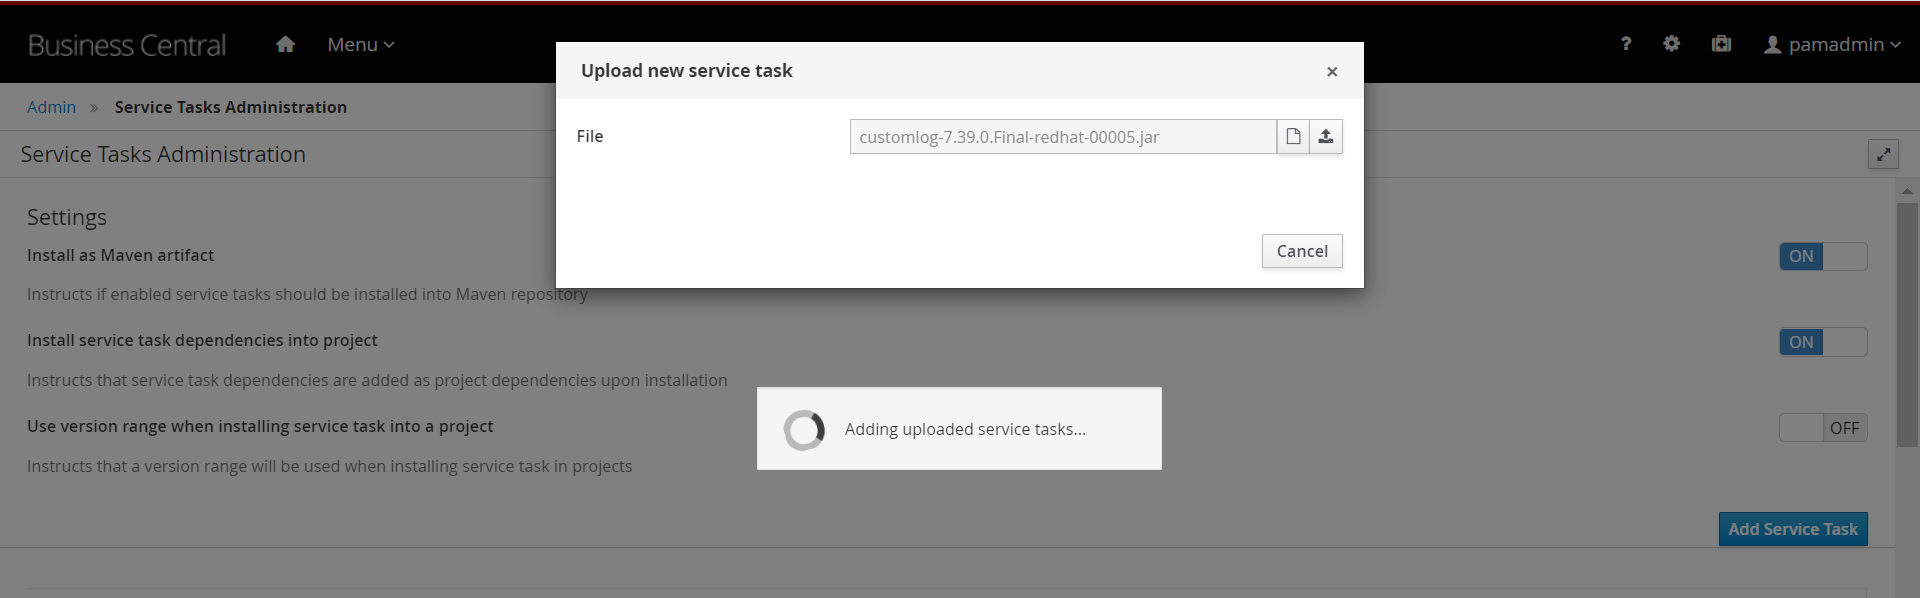 Business Central
Menu
? pamadmin
Upload new service task ×
Admin » Service Tasks Administration
File
customlog-7.39.0.Final-redhat-00005.jar
Service Tasks Administration
Cancel
Settings
Install as Maven artifact
ON
Instructs if enabled service tasks should be installed into Maven repository
Install service task dependencies into project
ON
Instructs that service task dependencies are added as project dependencies upon installation
Use version range when installing service task into a project
OFF
Adding uploaded service tasks...
Instructs that a version range will be used when installing service task in projects
Add Service Task